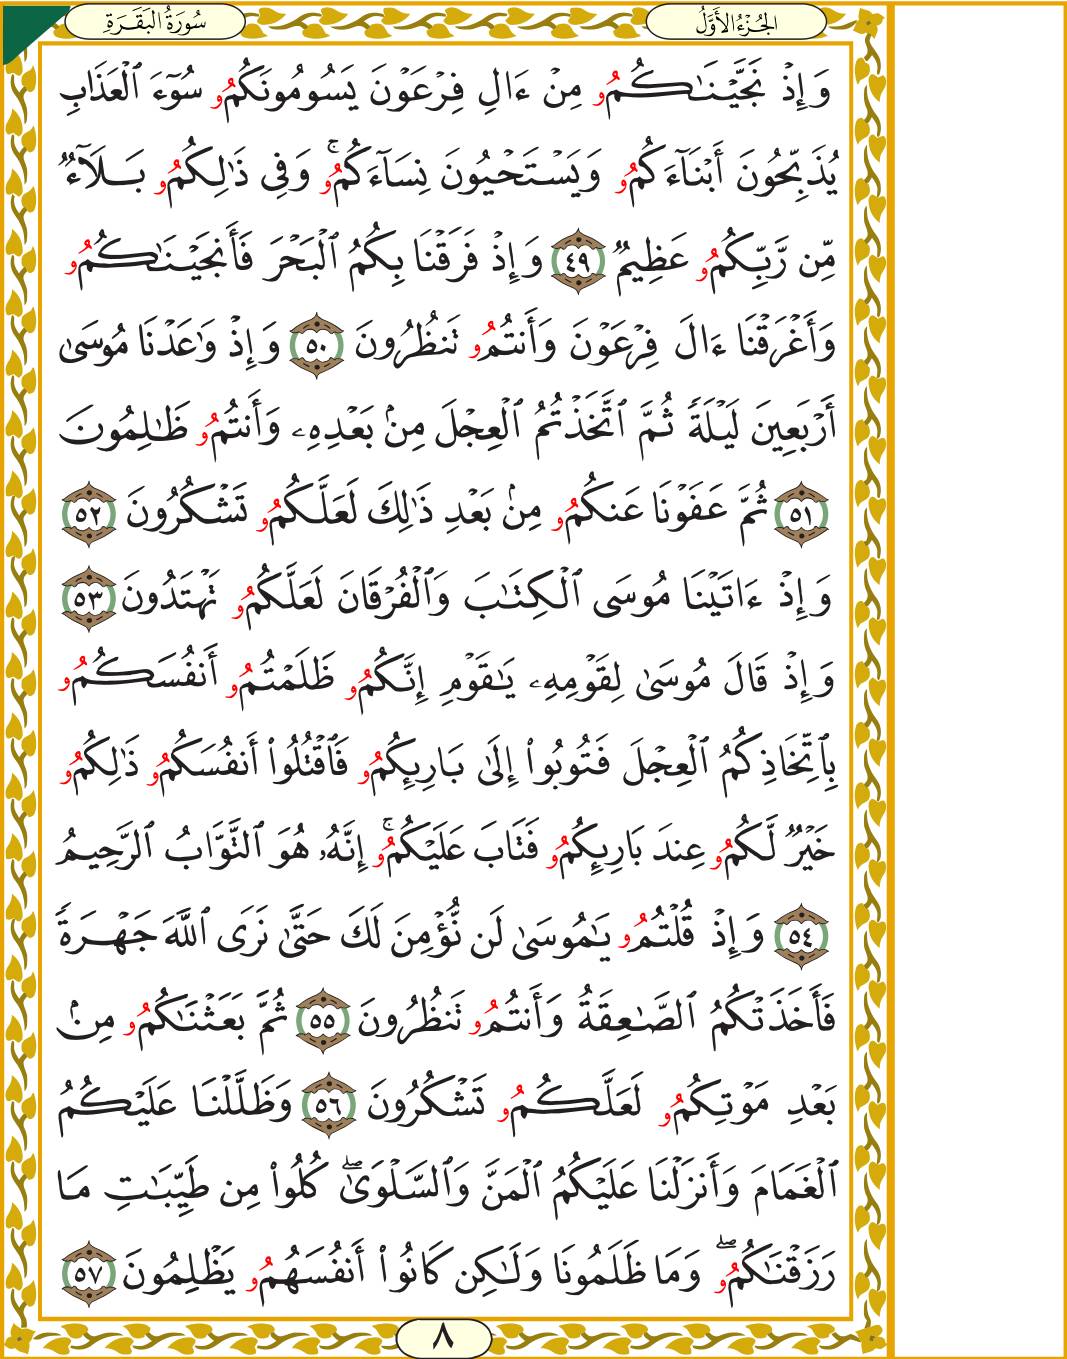 الجُزْءُ الأَوَّلُ
سُورَةُ البَقَرَةِ
وَإِذْ نَجَّيْنَٰكُمُۥ مِنْ ءَالِ فِرْعَوْنَ يَسُومُونَكُمُۥ سُوٓءَ ٱلْعَذَابِ
يُذَبِّحُونَ أَبْنَآءَكُمُۥ وَيَسْتَحْيُونَ نِسَآءَكُمُۥۚ وَفِي ذَٰلِكُمُۥ بَلَآءٌ
مِّن رَّبِّكُمُۥ عَظِيمٌ ٤٩ وَإِذْ فَرَقْنَا بِكُمُ ٱلْبَحْرَ فَأَنجَيْنَٰكُمُۥ
وَأَغْرَقْنَا ءَالَ فِرْعَوْنَ وَأَنتُمُۥ تَنظُرُونَ ٥٠ وَإِذْ وَٰعَدْنَا مُوسَىٰ
أَرْبَعِينَ لَيْلَةً ثُمَّ ٱتَّخَذتُّمُ ٱلْعِجْلَ مِنۢ بَعْدِهِۦ وَأَنتُمُۥ ظَٰلِمُونَ
٥١ ثُمَّ عَفَوْنَا عَنكُمُۥ مِنۢ بَعْدِ ذَٰلِكَ لَعَلَّكُمُۥ تَشْكُرُونَ ٥٢
وَإِذْ ءَاتَيْنَا مُوسَى ٱلْكِتَٰبَ وَٱلْفُرْقَانَ لَعَلَّكُمُۥ تَهْتَدُونَ ٥٣
وَإِذْ قَالَ مُوسَىٰ لِقَوْمِهِۦ يَٰقَوْمِ إِنَّكُمُۥ ظَلَمْتُمُۥ أَنفُسَكُمُۥ
بِٱتِّخَاذِكُمُ ٱلْعِجْلَ فَتُوبُوا۟ إِلَىٰ بَارِئِكُمُۥ فَٱقْتُلُوا۟ أَنفُسَكُمُۥ ذَٰلِكُمُۥ
خَيْرٌ لَّكُمُۥ عِندَ بَارِئِكُمُۥ فَتَابَ عَلَيْكُمُۥۚ إِنَّهُۥ هُوَ ٱلتَّوَّابُ ٱلرَّحِيمُ
٥٤ وَإِذْ قُلْتُمُۥ يَٰمُوسَىٰ لَن نُّؤْمِنَ لَكَ حَتَّىٰ نَرَى ٱللَّهَ جَهْرَةً
فَأَخَذَتْكُمُ ٱلصَّٰعِقَةُ وَأَنتُمُۥ تَنظُرُونَ ٥٥ ثُمَّ بَعَثْنَٰكُمُۥ مِنۢ
بَعْدِ مَوْتِكُمُۥ لَعَلَّكُمُۥ تَشْكُرُونَ ٥٦ وَظَلَّلْنَا عَلَيْكُمُ
ٱلْغَمَامَ وَأَنزَلْنَا عَلَيْكُمُ ٱلْمَنَّ وَٱلسَّلْوَىٰۖ كُلُوا۟ مِن طَيِّبَٰتِ مَا
رَزَقْنَٰكُمُۥۖ وَمَا ظَلَمُونَا وَلَٰكِن كَانُوٓا۟ أَنفُسَهُمُۥ يَظْلِمُونَ ٥٧
٨